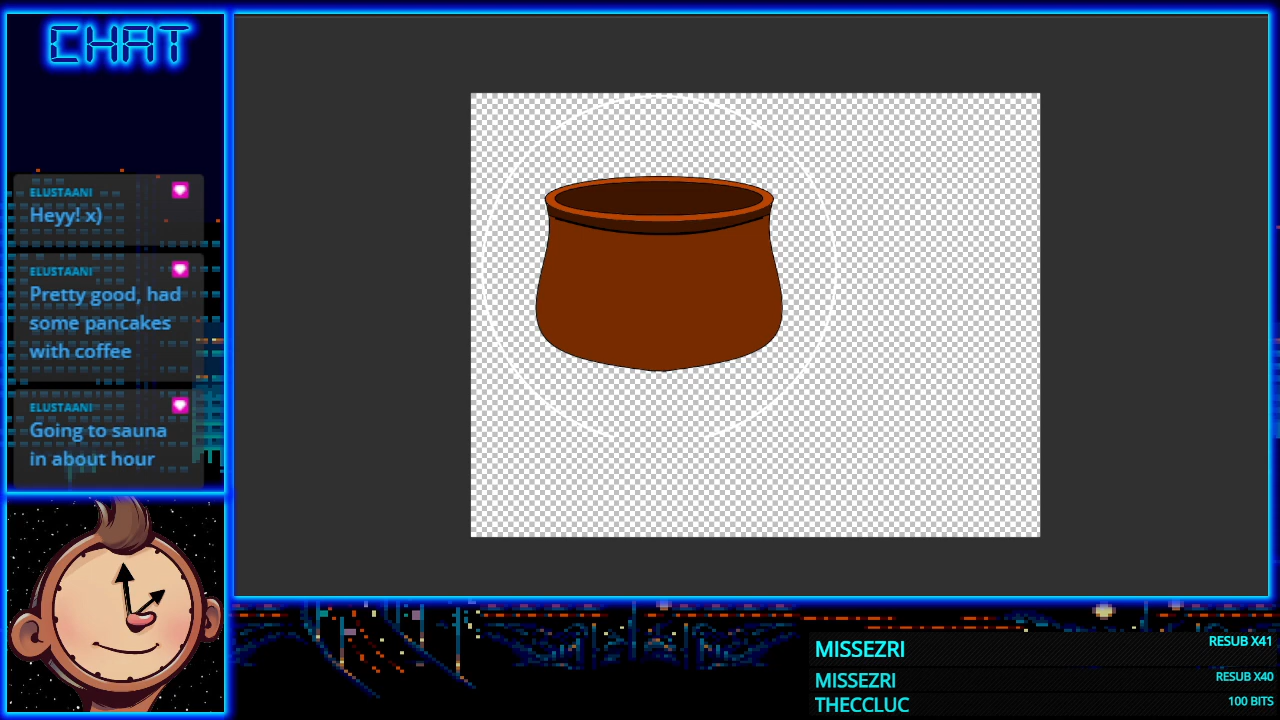 CHAT
ELUSTAANI
Heyy! x)
ELUSTAANI
Pretty good, had
some pancakes
with coffee
ELUSTAANI
Going to sauna
in about hour
MISSEZRI RESUB X41
MISSEZRI RESUB X40
THECCLUC 100 BITS